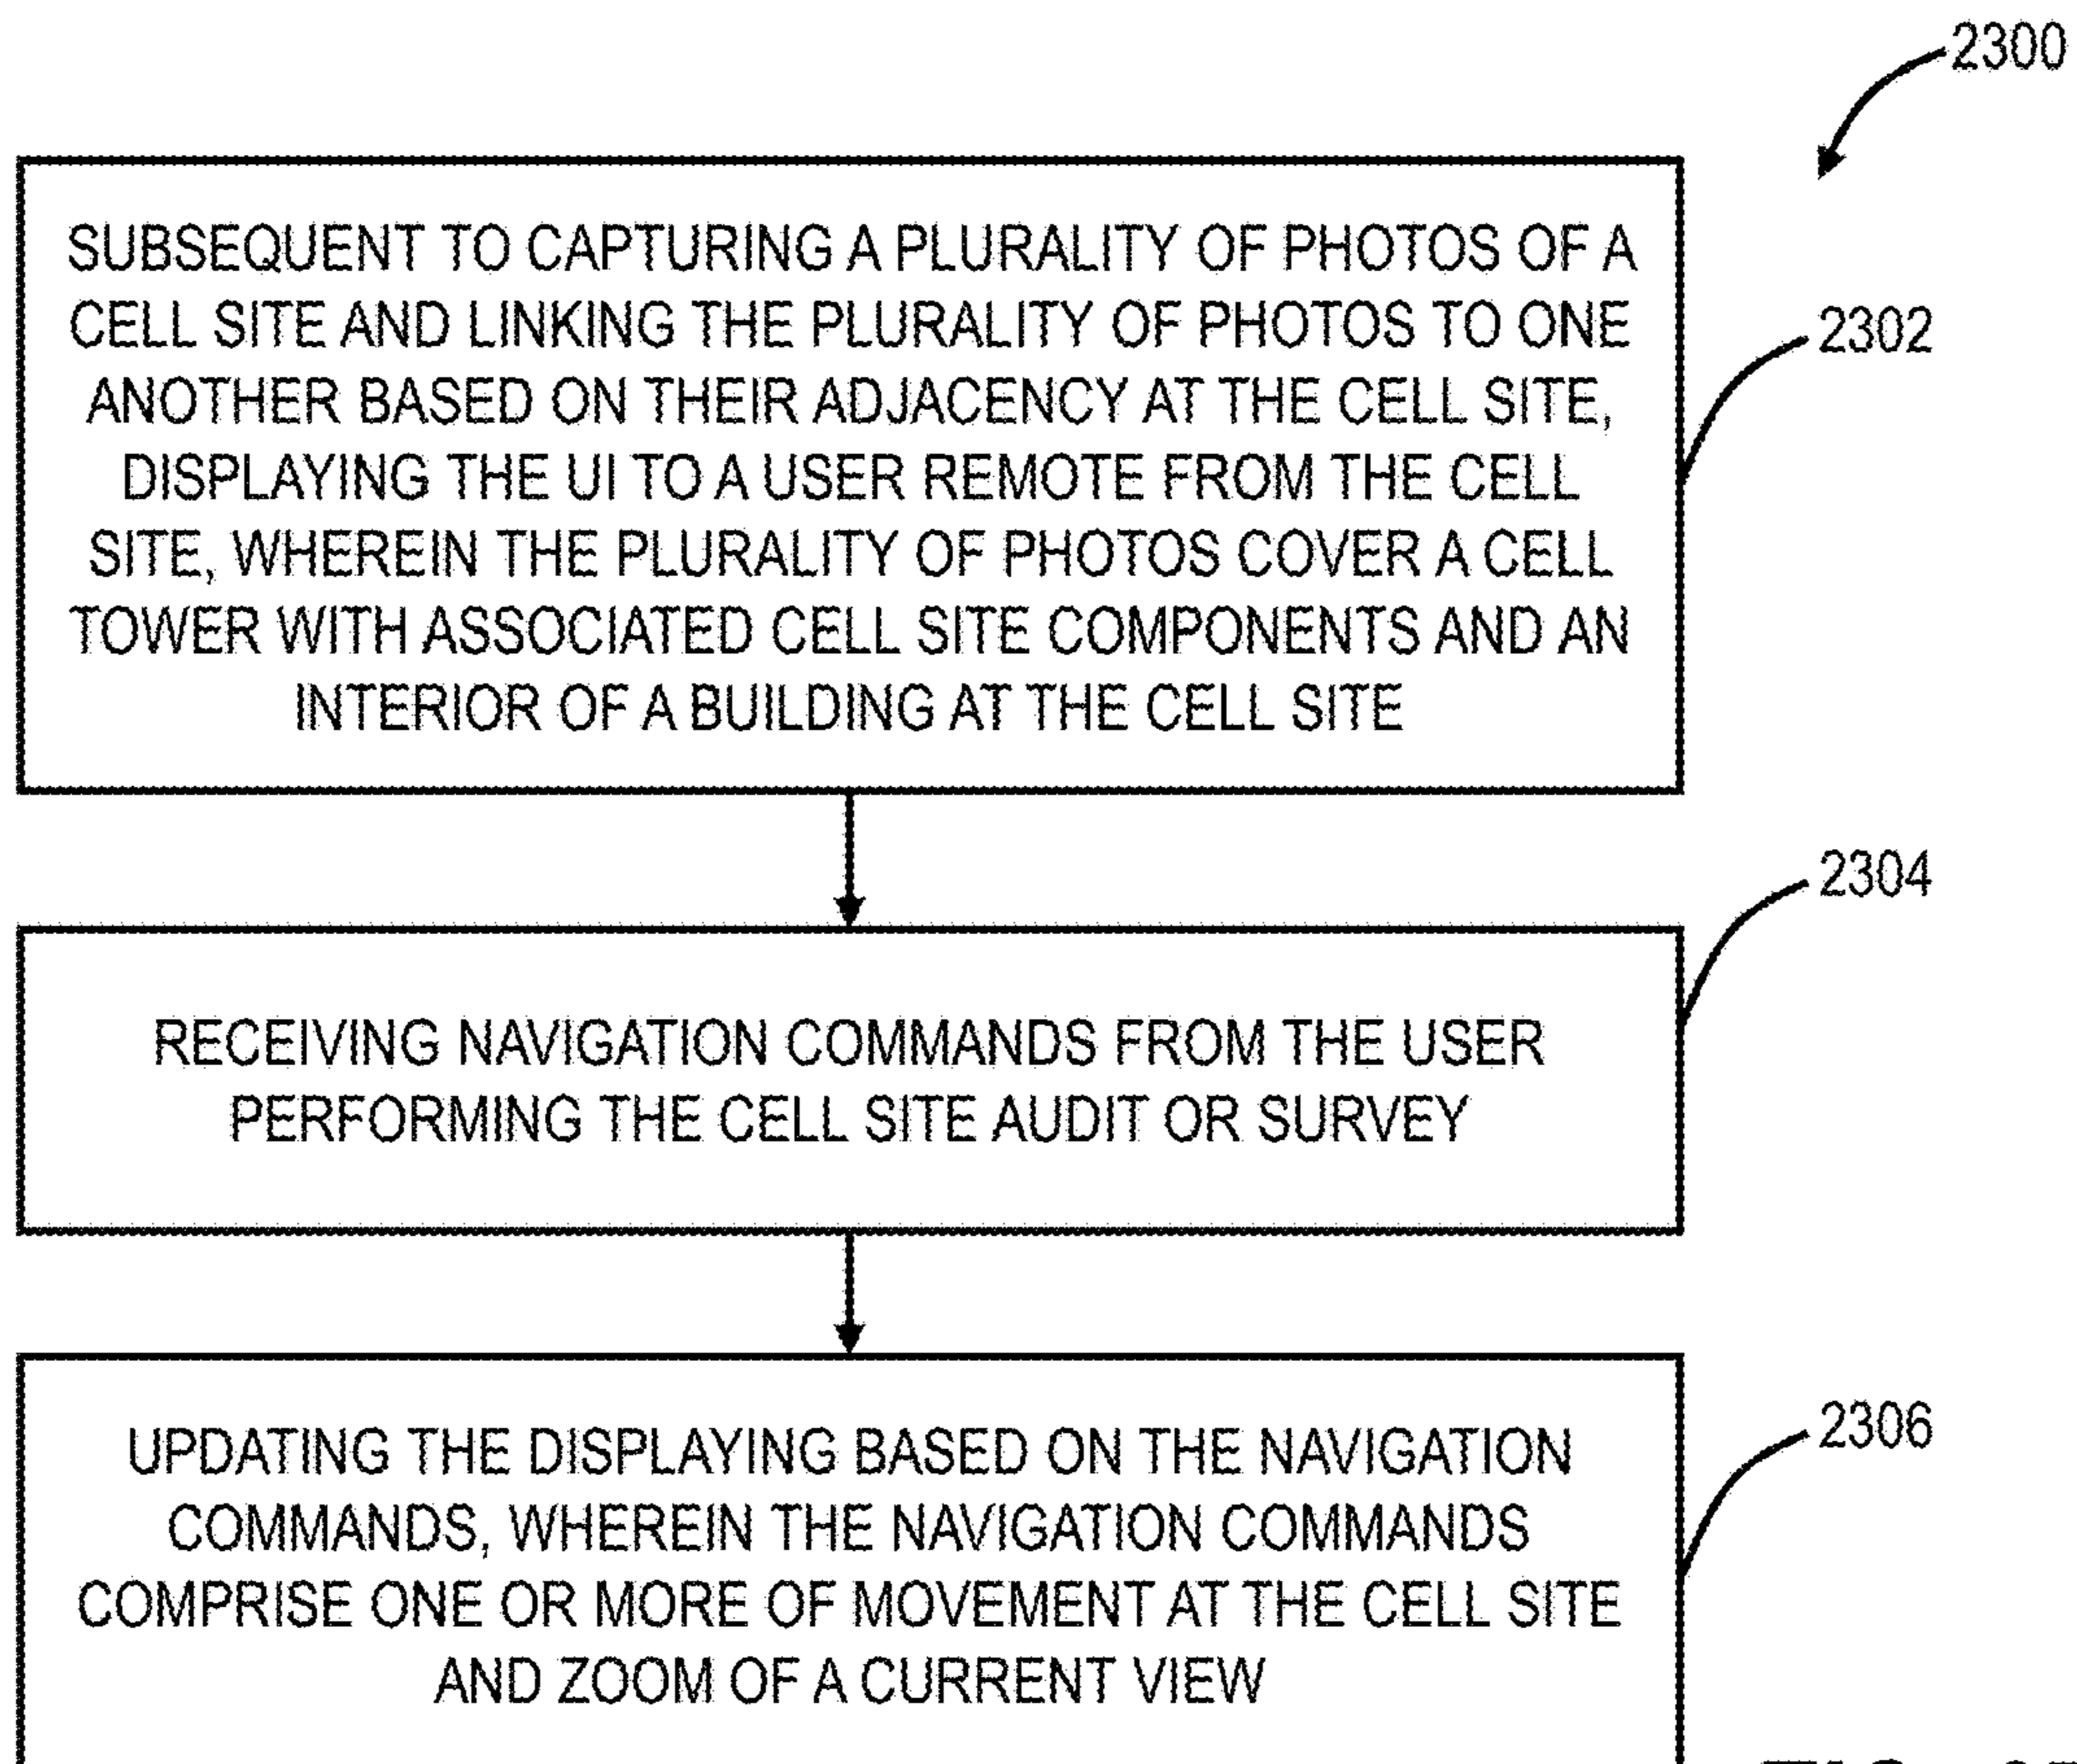 2300
SUBSEQUENT TO CAPTURING A PLURALITY OF PHOTOS OF A
CELL SITE AND LINKING THE PLURALITY OF PHOTOS TO ONE
ANOTHER BASED ON THEIR ADJACENCY AT THE CELL SITE,
DISPLAYING THE UI TO A USER REMOTE FROM THE CELL
SITE, WHEREIN THE PLURALITY OF PHOTOS COVER A CELL
TOWER WITH ASSOCIATED CELL SITE COMPONENTS AND AN
INTERIOR OF A BUILDING AT THE CELL SITE
2302
RECEIVING NAVIGATION COMMANDS FROM THE USER
PERFORMING THE CELL SITE AUDIT OR SURVEY
2304
UPDATING THE DISPLAYING BASED ON THE NAVIGATION
COMMANDS, WHEREIN THE NAVIGATION COMMANDS
COMPRISE ONE OR MORE OF MOVEMENT AT THE CELL SITE
AND ZOOM OF A CURRENT VIEW
2306